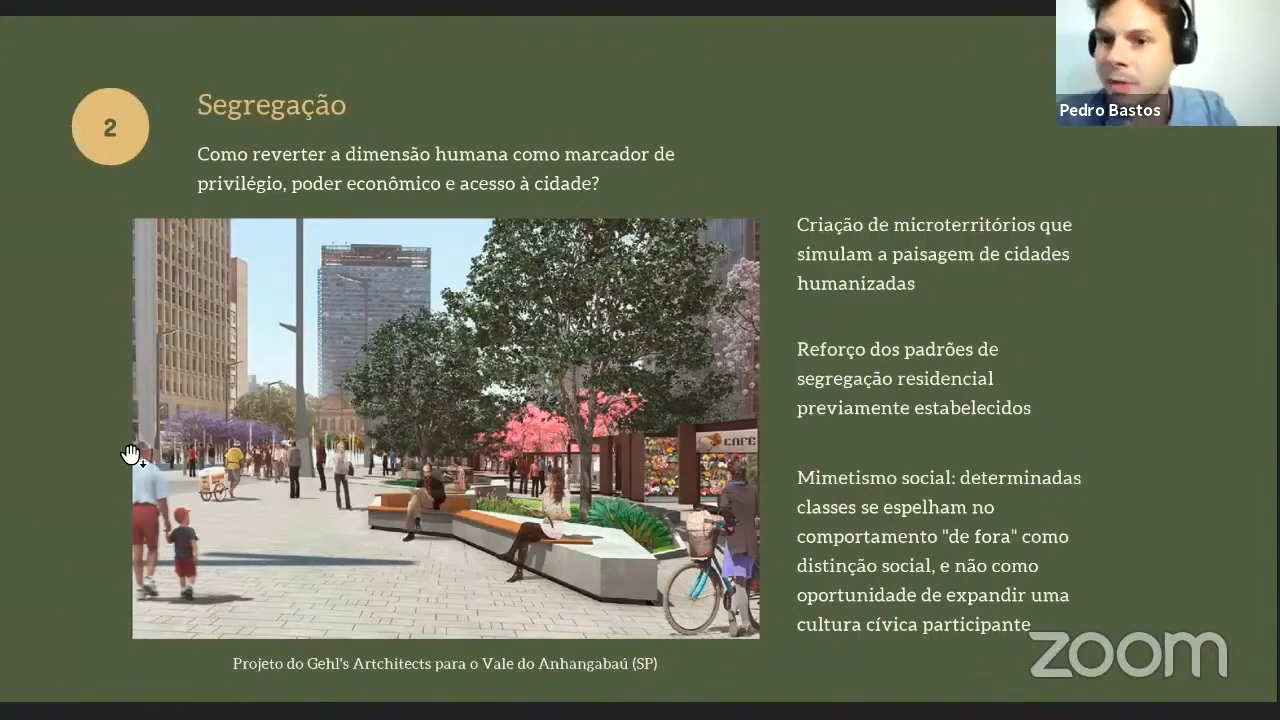 2
Segregação
Como reverter a dimensão humana como marcador de
privilégio, poder econômico e acesso à cidade?
Pedro Bastos
CAFÉ
Criação de microterritórios que
simulam a paisagem de cidades
humanizadas
Reforço dos padrões de
segregação residencial
previamente estabelecidos
Mimetismo social: determinadas
classes se espelham no
comportamento "de fora" como
distinção social, e não como
oportunidade de expandir uma
cultura cívica participante
Projeto do Gehl's Artchitects para o Vale do Anhangabaú (SP)
zoom